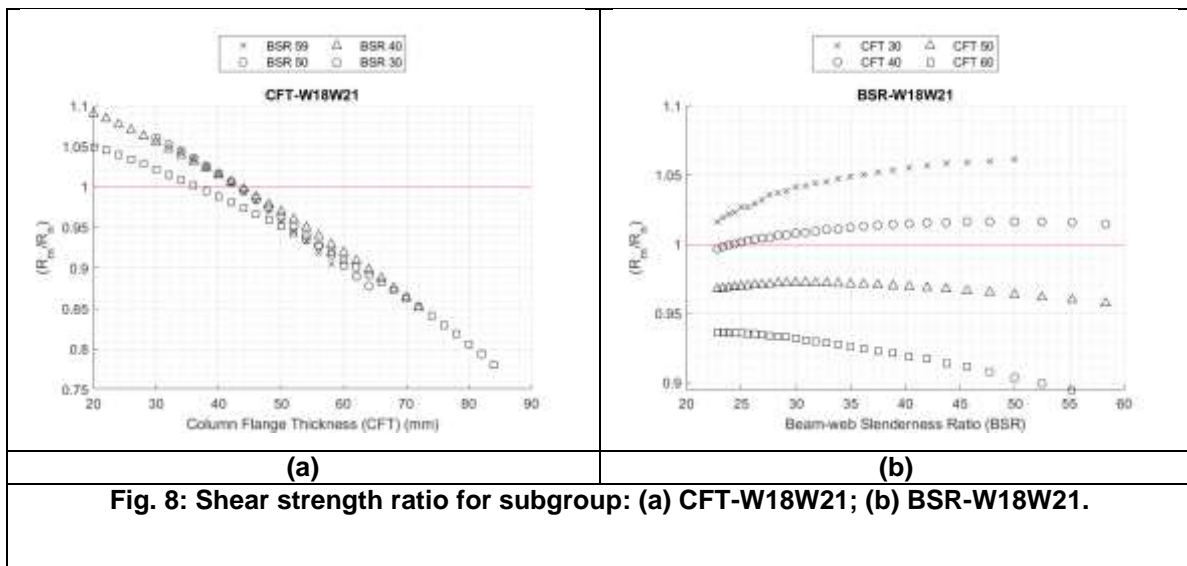 × BSR 59 △ BSR 40
○ BSR 50 □ BSR 30
CFT-W18W21
1.1
1.05
1
0.95
0.9
0.85
0.8
0.75
(Rm/Rn)
20 30 40 50 60 70 80 90
Column Flange Thickness (CFT) (mm)
(a)
× CFT 30 △ CFT 50
○ CFT 40 □ CFT 60
BSR-W18W21
1.1
1.05
1
0.95
0.9
20 25 30 35 40 45 50 55 60
Beam-web Slenderness Ratio (BSR)
(b)
Fig. 8: Shear strength ratio for subgroup: (a) CFT-W18W21; (b) BSR-W18W21.